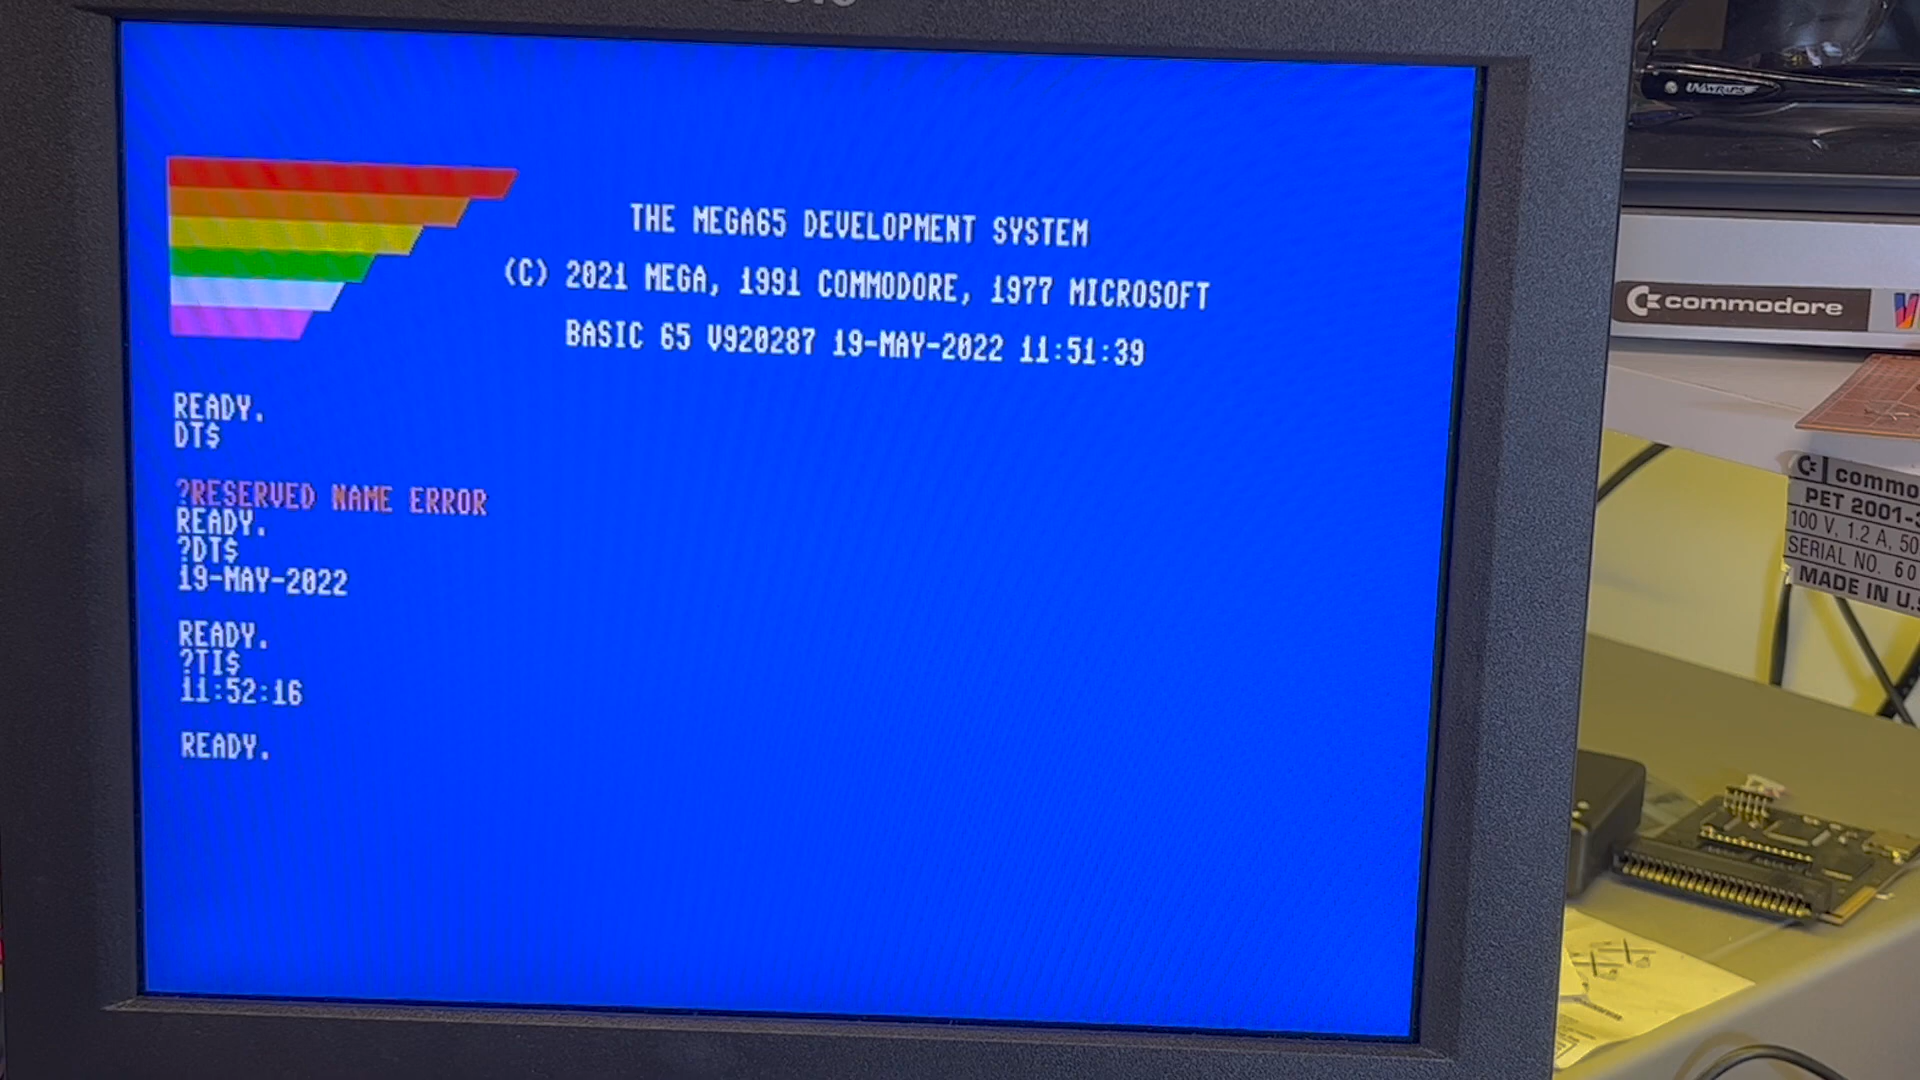 THE MEGA65 DEVELOPMENT SYSTEM
(C) 2021 MEGA, 1991 COMMODORE, 1977 MICROSOFT
BASIC 65 V920287 19-MAY-2022 11:51:39
READY.
DT$
?RESERVED NAME ERROR
READY.
?DT$
19-MAY-2022
READY.
?TI$
11:52:16
READY.
UVWRAPS
commodore
commo
PET 2001-
100 V, 1.2 A, 50
SERIAL NO. 60
MADE IN U.S